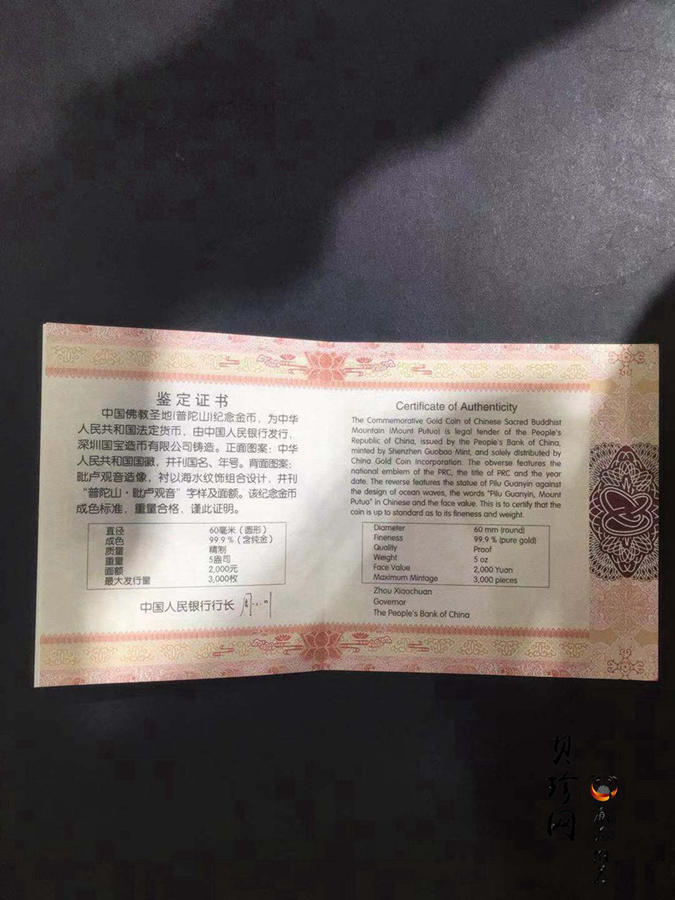 鉴定证书
中国佛教圣地(普陀山)纪念金币，为中华
人民共和国法定货币，由中国人民银行发行，
深圳国宝造币有限公司铸造。正面图案：中华
人民共和国国徽，并刊国名、年号。背面图案：
毗卢观音造像，衬以海水纹饰组合设计，并刊
“普陀山·毗卢观音”字样及面额。该纪念金币
成色标准，重量合格，谨此证明。
直径 60毫米（圆形）
成色 99.9％（含纯金）
质量 精制
重量 5盎司
面额 2,000元
最大发行量 3,000枚
中国人民银行行长
Certificate of Authenticity
The Commemorative Gold Coin of Chinese Sacred Buddhist
Mountain (Mount Putuo) is legal tender of the People's
Republic of China, issued by the People's Bank of China,
minted by Shenzhen Guobao Mint, and solely distributed by
China Gold Coin Incorporation. The obverse features the
national emblem of the PRC, the title of PRC and the year
date. The reverse features the statue of Pilu Guanyin against
the design of ocean waves, the words "Pilu Guanyin, Mount
Putuo" in Chinese and the face value. This is to certify that the
coin is up to standard as to its fineness and weight.
Diameter 60 mm (round)
Fineness 99.9 % (pure gold)
Quality Proof
Weight 5 oz
Face Value 2,000 Yuan
Maximum Mintage 3,000 pieces
Zhou Xiaochuan
Governor
The People's Bank of China
贝珍网